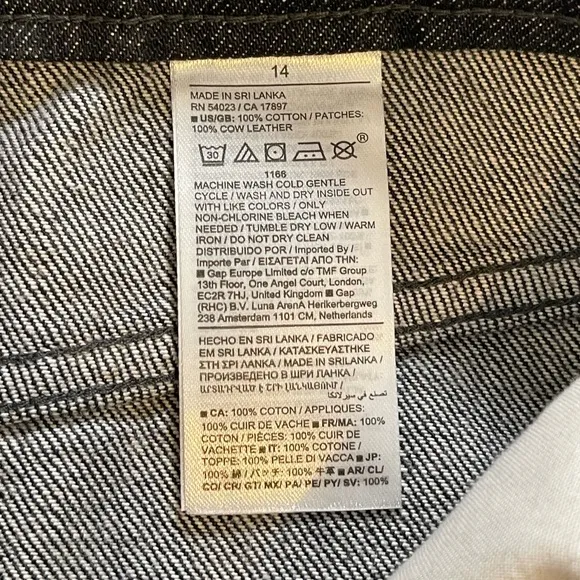 14
MADE IN SRI LANKA
RN 54023 / CA 17897
■ US/GB: 100% COTTON / PATCHES:
100% COW LEATHER
30 ®
1166
MACHINE WASH COLD GENTLE
CYCLE / WASH AND DRY INSIDE OUT
WITH LIKE COLORS / ONLY
NON-CHLORINE BLEACH WHEN
NEEDED / TUMBLE DRY LOW / WARM
IRON / DO NOT DRY CLEAN
DISTRIBUIDO POR / Imported By /
Importe Par / ΕΙΣΑΓΕΤΑΙ ΑΠΟ ΤΗΝ:
■ Gap Europe Limited c/o TMF Group
13th Floor, One Angel Court, London,
EC2R 7HJ, United Kingdom ■ Gap
(RHC) B.V. Luna ArenA Herikerbergweg
238 Amsterdam 1101 CM, Netherlands
HECHO EN SRI LANKA / FABRICADO
EM SRI LANKA / ΚΑΤΑΣΚΕΥΑΣΤΗΚΕ
ΣΤΗ ΣΡΙ ΛΑΝΚΑ / MADE IN SRILANKA /
ПРОИЗВЕДЕНО В ШРИ ЛАНКА /
تصنع في سيرلانكا
■ CA: 100% COTTON / APPLIQUES:
100% CUIR DE VACHE ■ FR/MA: 100%
COTON / PIÈCES: 100% CUIR DE
VACHETTE ■ IT: 100% COTONE /
TOPPE: 100% PELLE DI VACCA ■ JP:
100% 綿 / パッチ: 100% 牛革 ■ AR/ CL/
CO/ CR/ GT/ MX/ PA/ PE/ PY/ SV: 100%